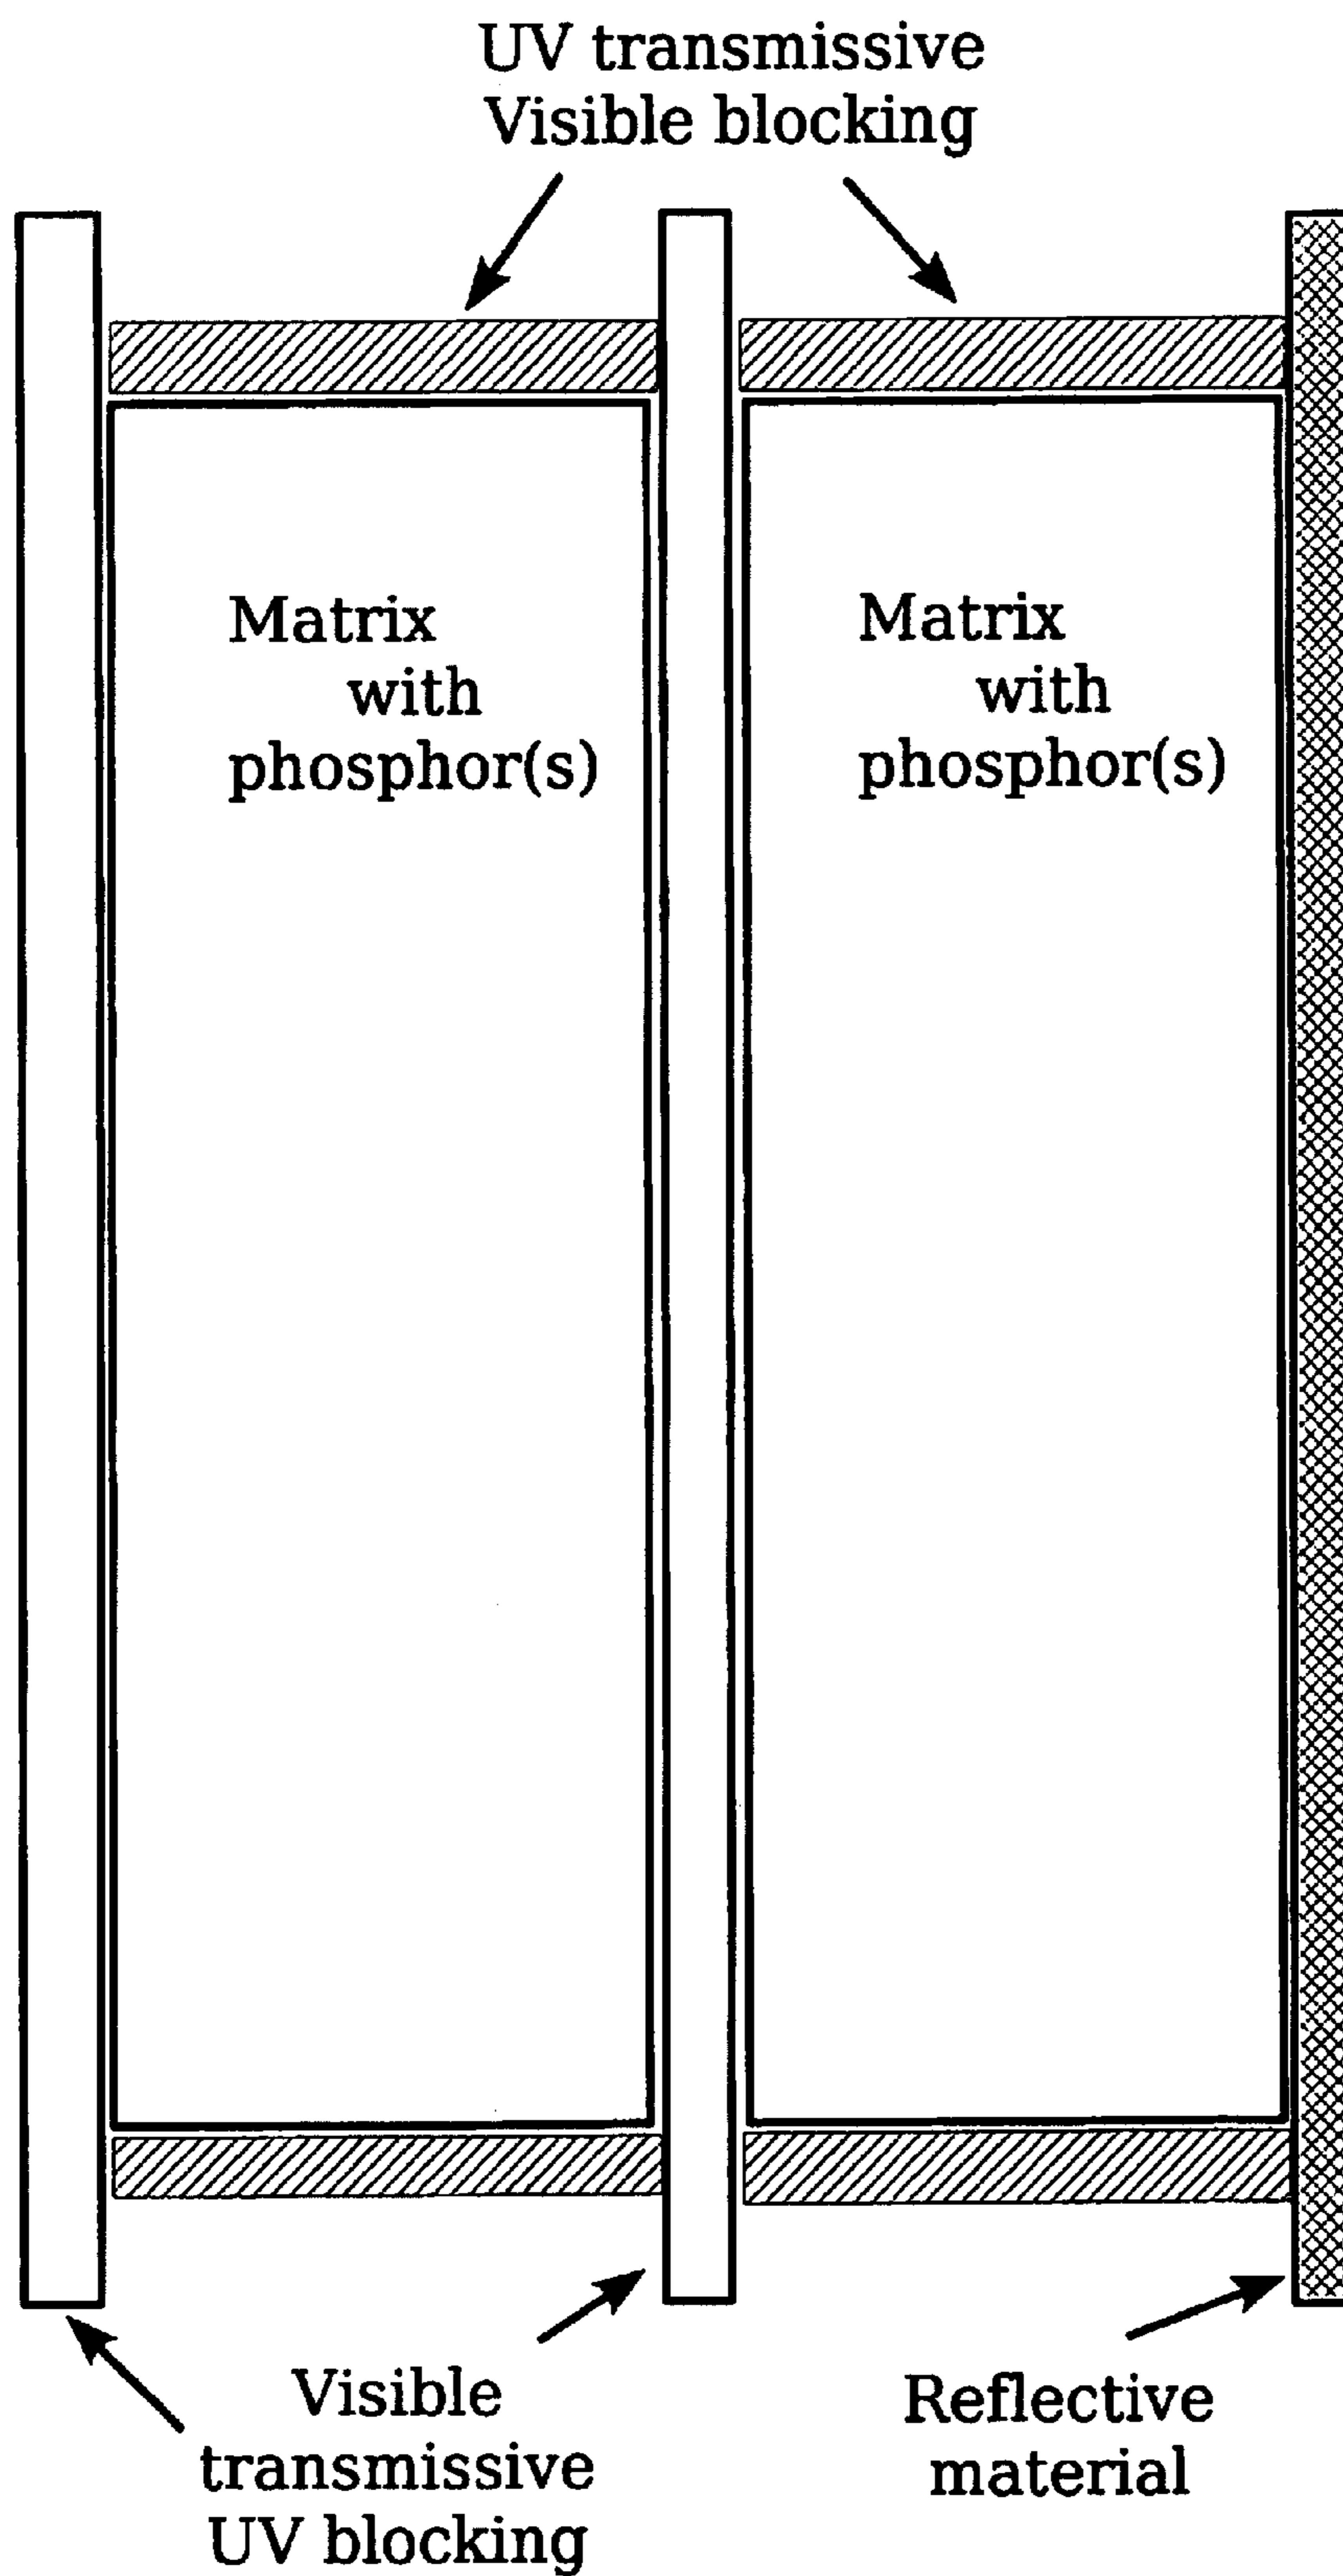 UV transmissive
Visible blocking
Matrix
with
phosphor(s)
Matrix
with
phosphor(s)
Visible
transmissive
UV blocking
Reflective
material